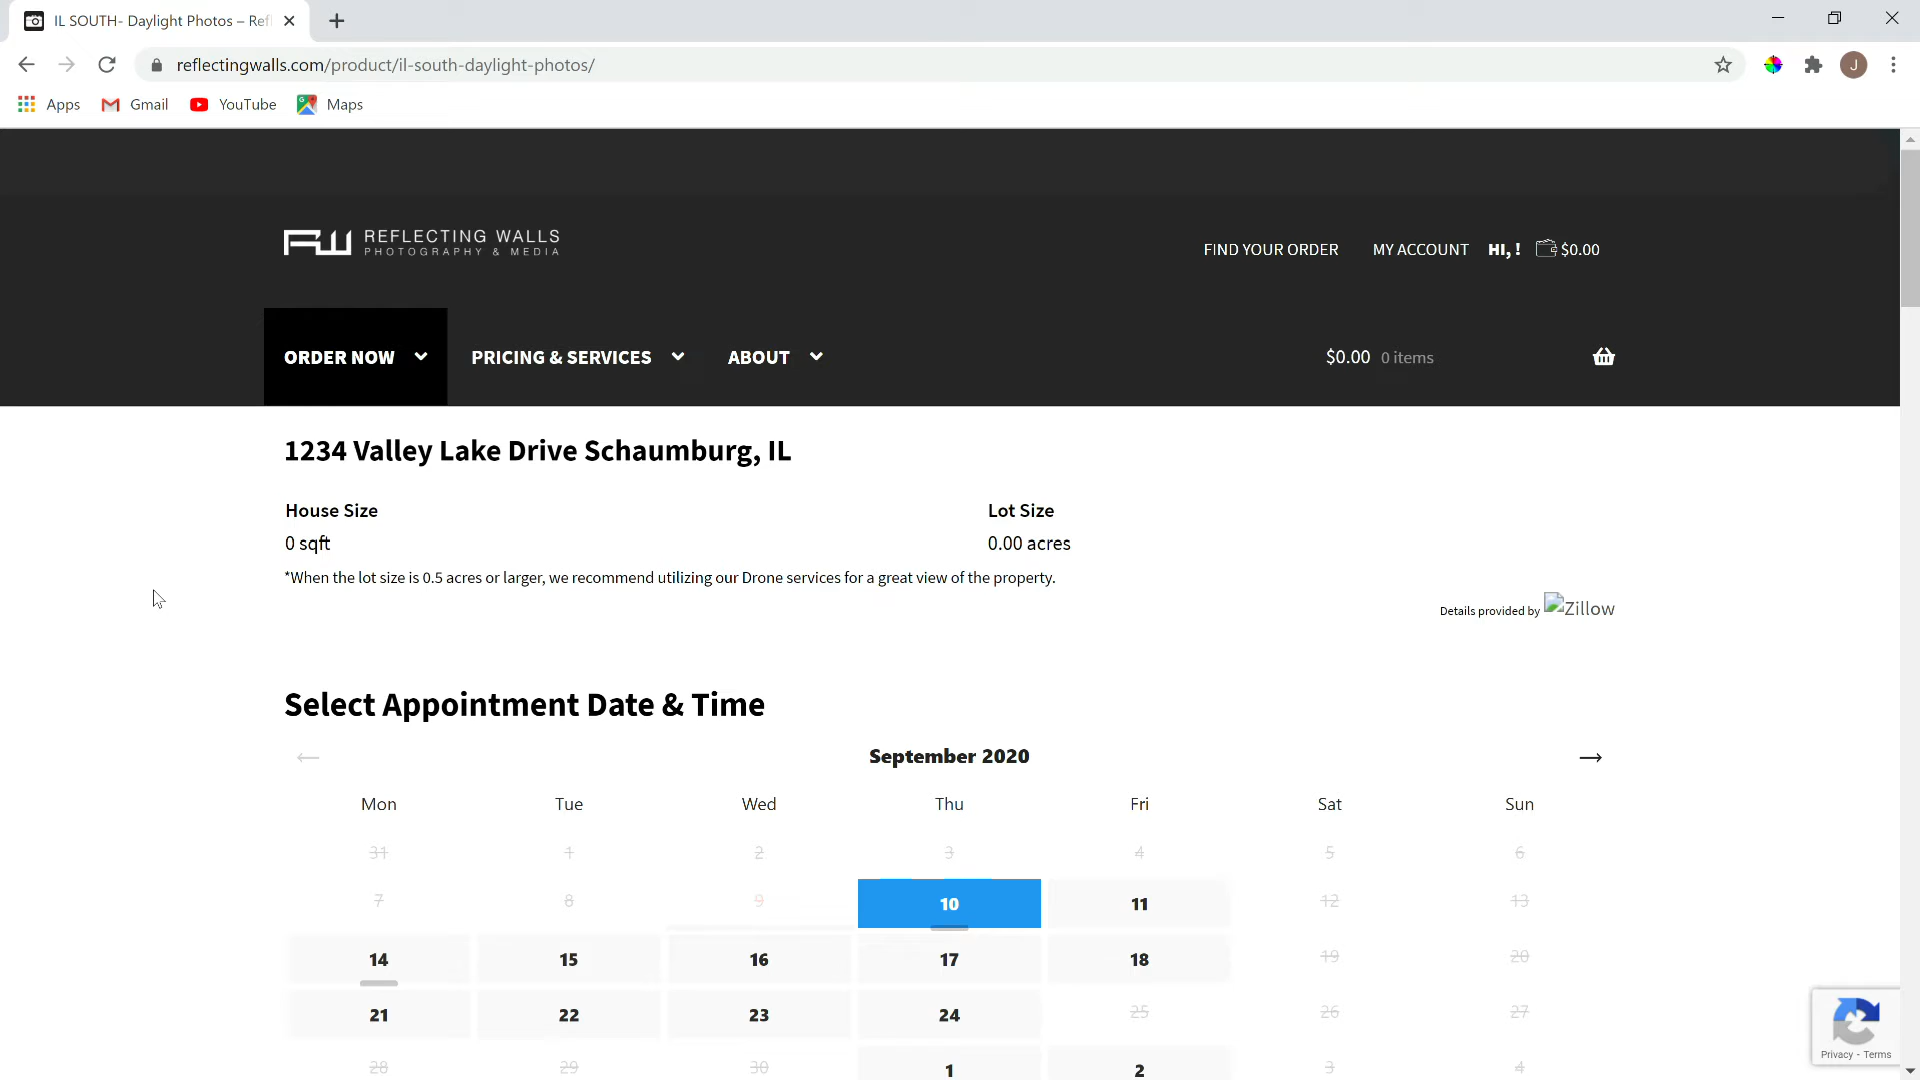 IL SOUTH- Daylight Photos – Ref
reflectingwalls.com/product/il-south-daylight-photos/
J
Apps Gmail YouTube Maps
REFLECTING WALLS
PHOTOGRAPHY & MEDIA
FIND YOUR ORDER MY ACCOUNT HI, ! $0.00
ORDER NOW PRICING & SERVICES ABOUT $0.00 0 items
1234 Valley Lake Drive Schaumburg, IL
House Size Lot Size
0 sqft 0.00 acres
*When the lot size is 0.5 acres or larger, we recommend utilizing our Drone services for a great view of the property.
Details provided by Zillow
Select Appointment Date & Time
← September 2020 →
Mon Tue Wed Thu Fri Sat Sun
31 1 2 3 4 5 6
7 8 9 10 11 12 13
14 15 16 17 18 19 20
21 22 23 24 25 26 27
28 29 30 1 2 3 4
Privacy - Terms